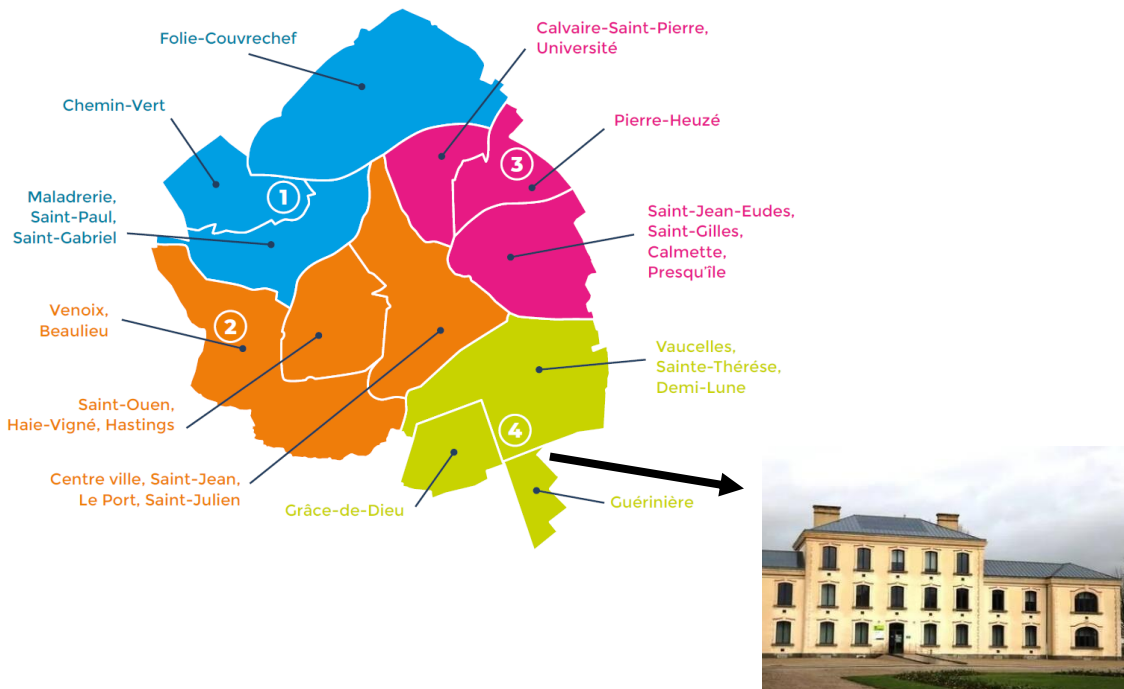 Folie-Couvrechef
Calvaire-Saint-Pierre,
Université
Chemin-Vert
Pierre-Heuzé
3
1
Maladrerie,
Saint-Paul,
Saint-Gabriel
Saint-Jean-Eudes,
Saint-Gilles,
Calmette,
Presqu'île
Venoix,
Beaulieu
2
Vaucelles,
Sainte-Thérése,
Demi-Lune
Saint-Ouen,
Haie-Vigné, Hastings
4
Centre ville, Saint-Jean,
Le Port, Saint-Julien
Grâce-de-Dieu
Guérinière